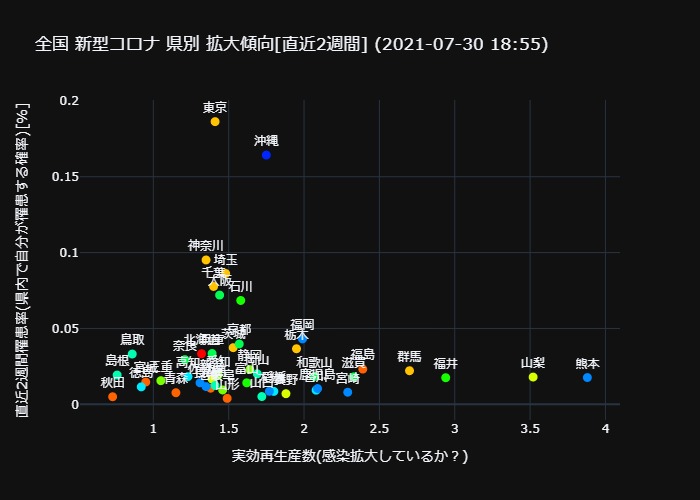 全国 新型コロナ 県別 拡大傾向[直近2週間] (2021-07-30 18:55)
直近2週間罹患率(県内で自分が罹患する確率)[%]
0.2
0.15
0.1
0.05
0
東京
沖縄
神奈川
埼玉
千葉
大阪
石川
福岡
京都
茨城
栃木
鳥取
奈良
北海道
静岡
福島
群馬
島根
和歌山
滋賀
福井
山梨
熊本
秋田
徳島
青森
山形
宮崎
1
1.5
2
2.5
3
3.5
4
実効再生産数(感染拡大しているか？)